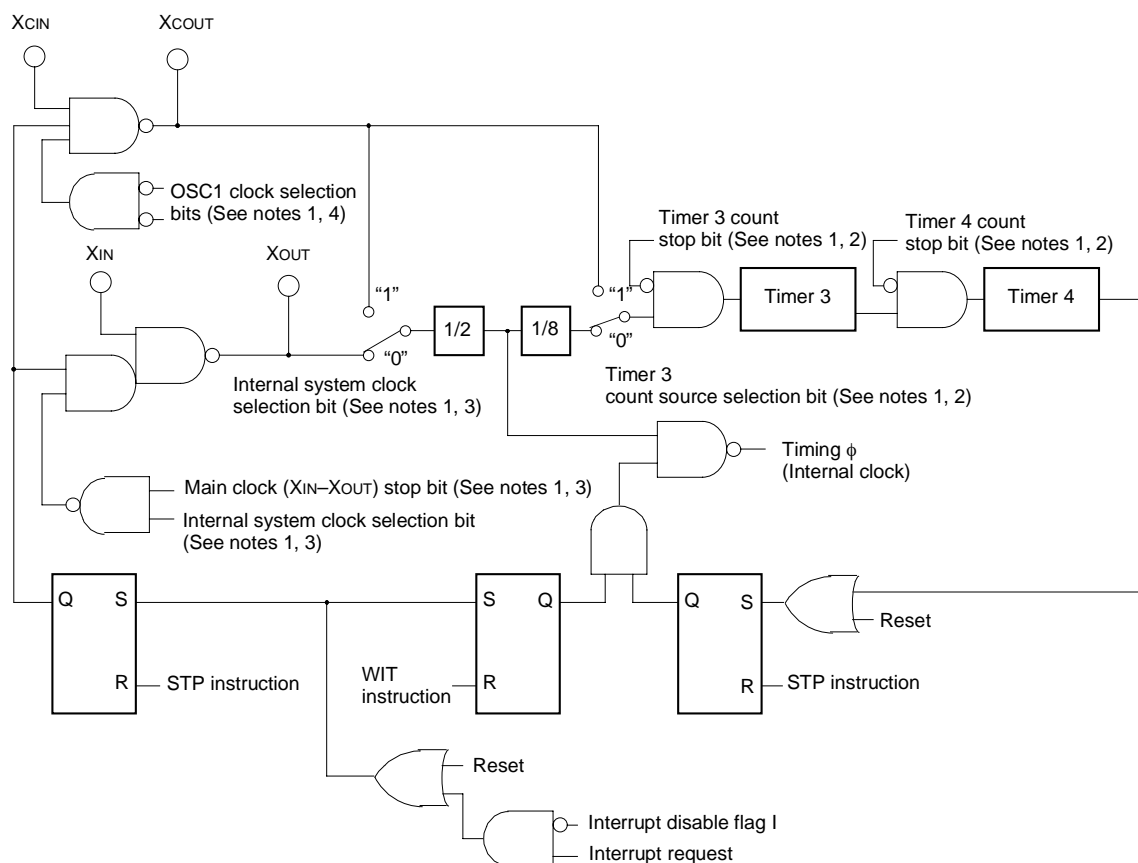 XCIN
XCOUT
OSC1 clock selection
bits (See notes 1, 4)
XIN
XOUT
“1”
“0”
Internal system clock
selection bit (See notes 1, 3)
1/2
1/8
“1”
“0”
Timer 3 count
stop bit (See notes 1, 2)
Timer 4 count
stop bit (See notes 1, 2)
Timer 3
Timer 4
Timer 3
count source selection bit (See notes 1, 2)
Timing ϕ
(Internal clock)
Main clock (XIN–XOUT) stop bit (See notes 1, 3)
Internal system clock selection bit
(See notes 1, 3)
Q
S
R
STP instruction
S
Q
R
WIT
instruction
Q
S
R
Reset
STP instruction
Reset
Interrupt disable flag I
Interrupt request